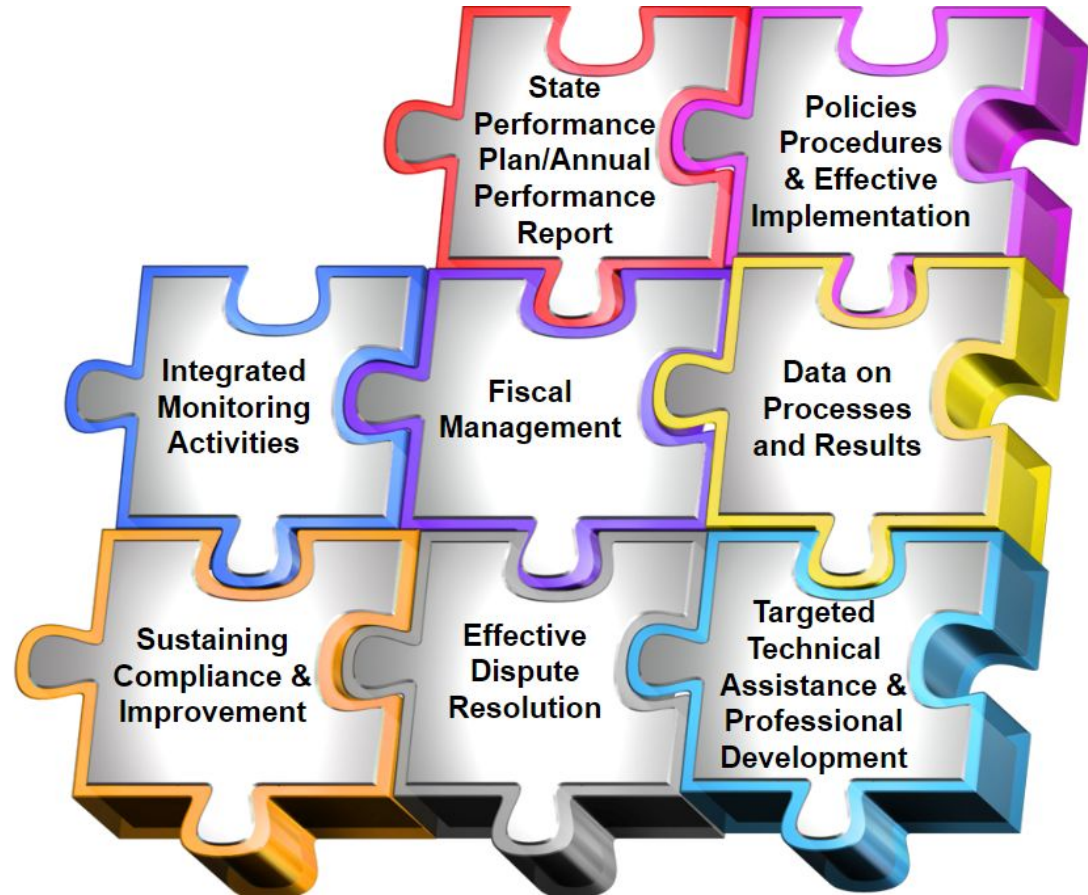 State
Performance
Plan/Annual
Performance
Report
Policies
Procedures
& Effective
Implementation
Integrated
Monitoring
Activities
Fiscal
Management
Data on
Processes
and Results
Sustaining
Compliance &
Improvement
Effective
Dispute
Resolution
Targeted
Technical
Assistance &
Professional
Development